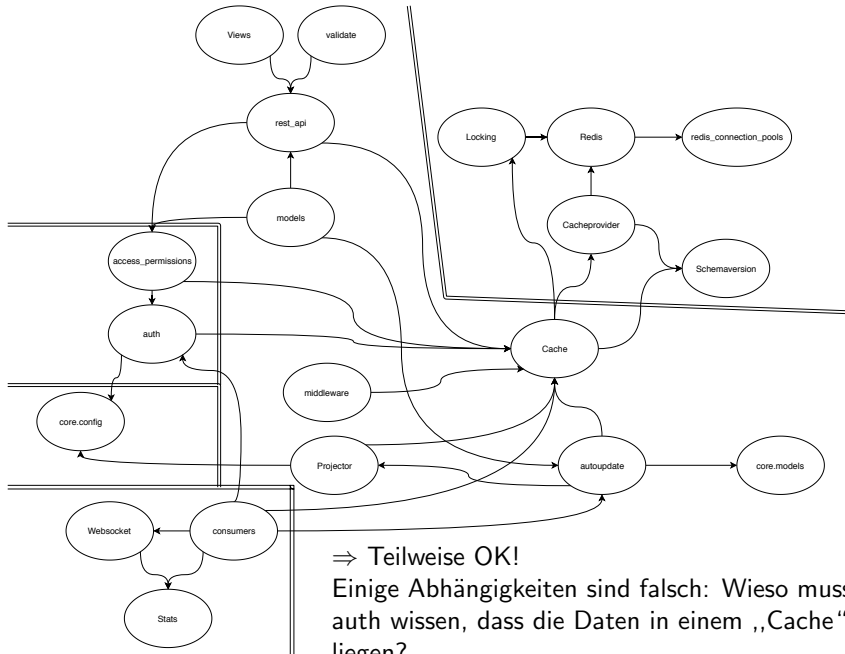 Views
validate
rest_api
Locking
Redis
redis_connection_pools
models
Cacheprovider
access_permissions
Schemaversion
auth
Cache
middleware
core.config
Projector
autoupdate
core.models
Websocket
consumers
Stats
⇒ Teilweise OK!
Einige Abhängigkeiten sind falsch: Wieso muss
auth wissen, dass die Daten in einem ,,Cache“
liegen?